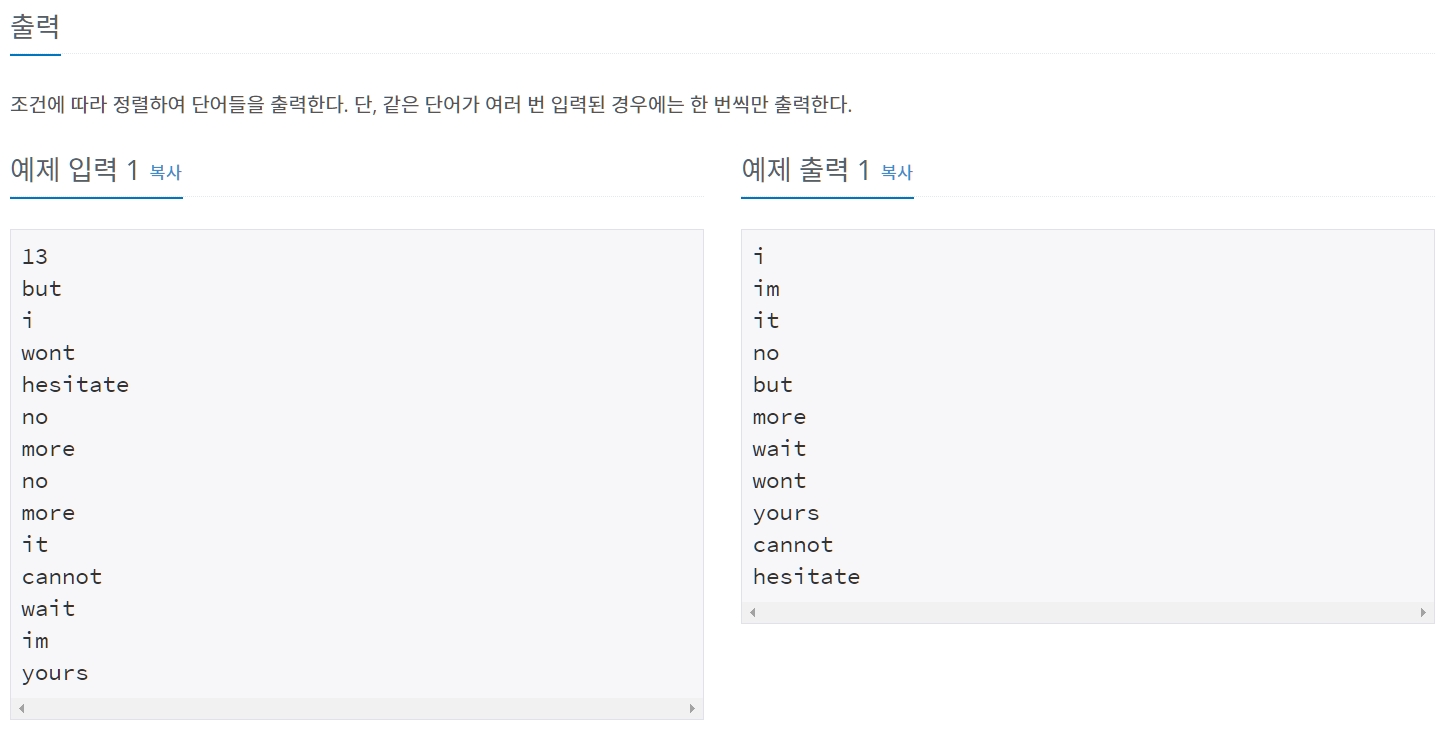 출력
조건에 따라 정렬하여 단어들을 출력한다. 단, 같은 단어가 여러 번 입력된 경우에는 한 번씩만 출력한다.
예제 입력 1 복사
13
but
i
wont
hesitate
no
more
no
more
it
cannot
wait
im
yours
예제 출력 1 복사
i
im
it
no
but
more
wait
wont
yours
cannot
hesitate